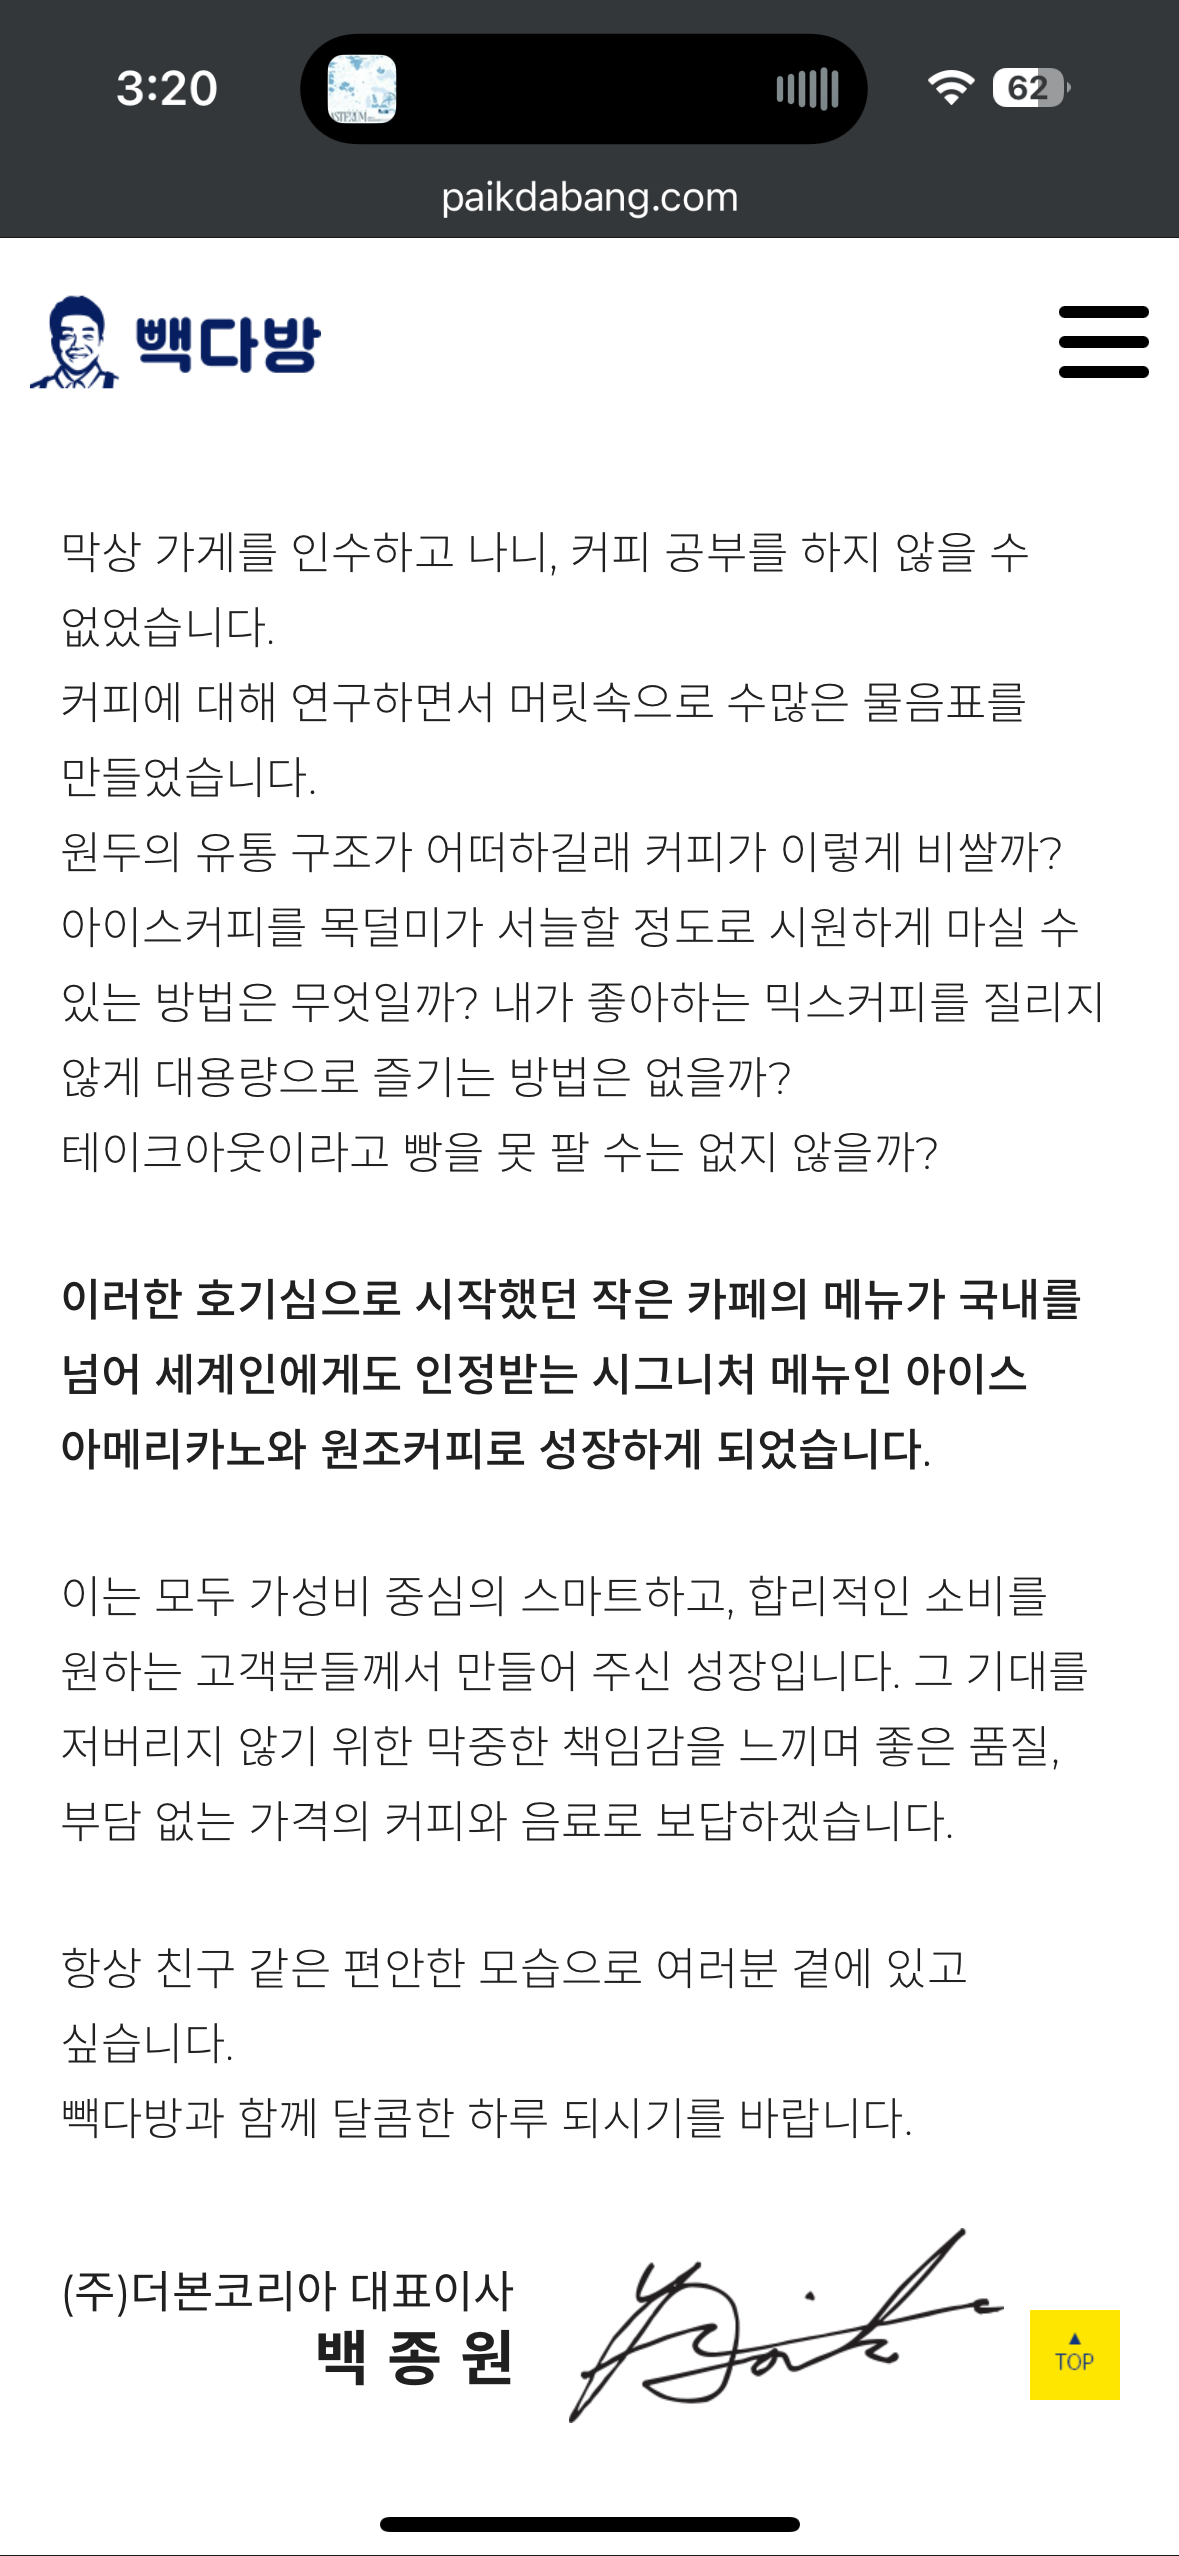 3:20
62
paikdabang.com
빽다방
막상 가게를 인수하고 나니, 커피 공부를 하지 않을 수
없었습니다.
커피에 대해 연구하면서 머릿속으로 수많은 물음표를
만들었습니다.
원두의 유통 구조가 어떠하길래 커피가 이렇게 비쌀까?
아이스커피를 목덜미가 서늘할 정도로 시원하게 마실 수
있는 방법은 무엇일까? 내가 좋아하는 믹스커피를 질리지
않게 대용량으로 즐기는 방법은 없을까?
테이크아웃이라고 빵을 못 팔 수는 없지 않을까?
이러한 호기심으로 시작했던 작은 카페의 메뉴가 국내를
넘어 세계인에게도 인정받는 시그니처 메뉴인 아이스
아메리카노와 원조커피로 성장하게 되었습니다.
이는 모두 가성비 중심의 스마트하고, 합리적인 소비를
원하는 고객분들께서 만들어 주신 성장입니다. 그 기대를
저버리지 않기 위한 막중한 책임감을 느끼며 좋은 품질,
부담 없는 가격의 커피와 음료로 보답하겠습니다.
항상 친구 같은 편안한 모습으로 여러분 곁에 있고
싶습니다.
빽다방과 함께 달콤한 하루 되시기를 바랍니다.
(주)더본코리아 대표이사
백 종 원
▲
TOP